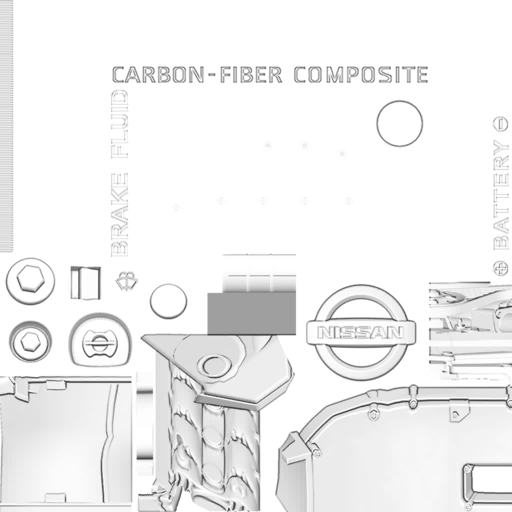 CARBON-FIBER COMPOSITE
BRAKE FLUID
⊕ BATTERY ⊖
NISSAN